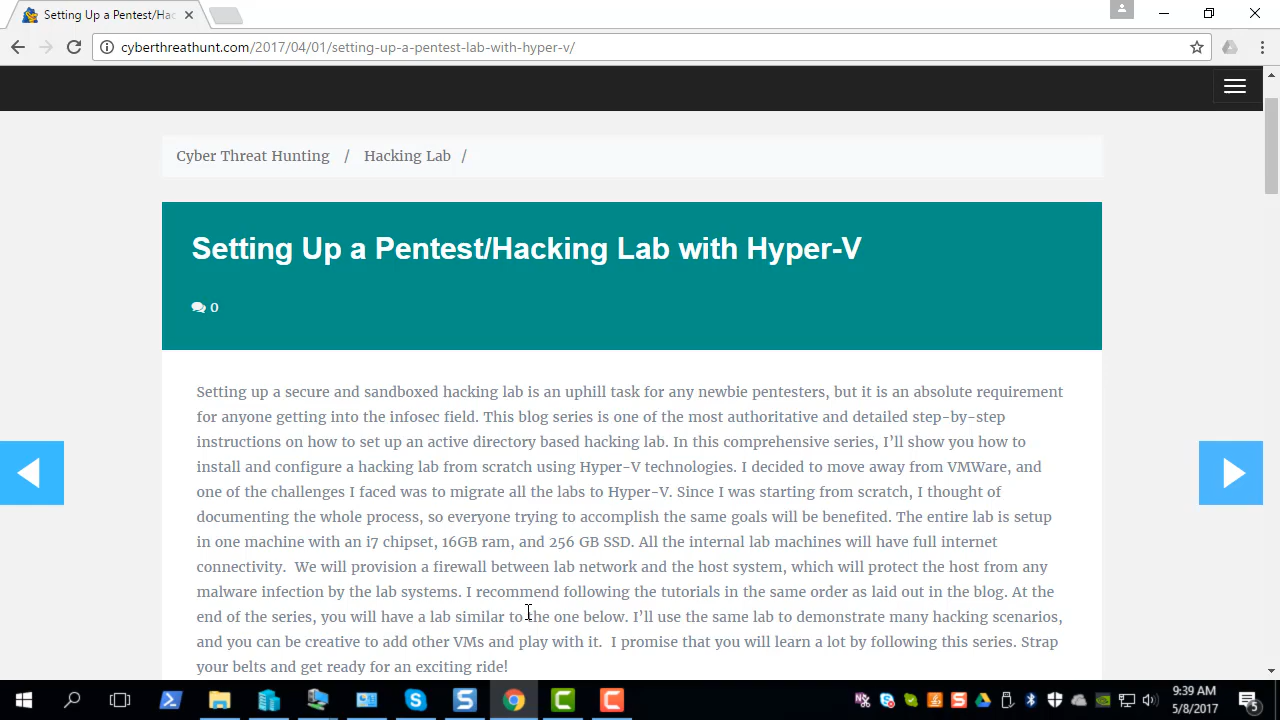 Setting Up a Pentest/Hac
cyberthreathunt.com/2017/04/01/setting-up-a-pentest-lab-with-hyper-v/
Cyber Threat Hunting / Hacking Lab /
Setting Up a Pentest/Hacking Lab with Hyper-V
0
Setting up a secure and sandboxed hacking lab is an uphill task for any newbie pentesters, but it is an absolute requirement
for anyone getting into the infosec field. This blog series is one of the most authoritative and detailed step-by-step
instructions on how to set up an active directory based hacking lab. In this comprehensive series, I’ll show you how to
install and configure a hacking lab from scratch using Hyper-V technologies. I decided to move away from VMWare, and
one of the challenges I faced was to migrate all the labs to Hyper-V. Since I was starting from scratch, I thought of
documenting the whole process, so everyone trying to accomplish the same goals will be benefited. The entire lab is setup
in one machine with an i7 chipset, 16GB ram, and 256 GB SSD. All the internal lab machines will have full internet
connectivity.  We will provision a firewall between lab network and the host system, which will protect the host from any
malware infection by the lab systems. I recommend following the tutorials in the same order as laid out in the blog. At the
end of the series, you will have a lab similar to the one below. I’ll use the same lab to demonstrate many hacking scenarios,
and you can be creative to add other VMs and play with it.  I promise that you will learn a lot by following this series. Strap
your belts and get ready for an exciting ride!
9:39 AM
5/8/2017
5